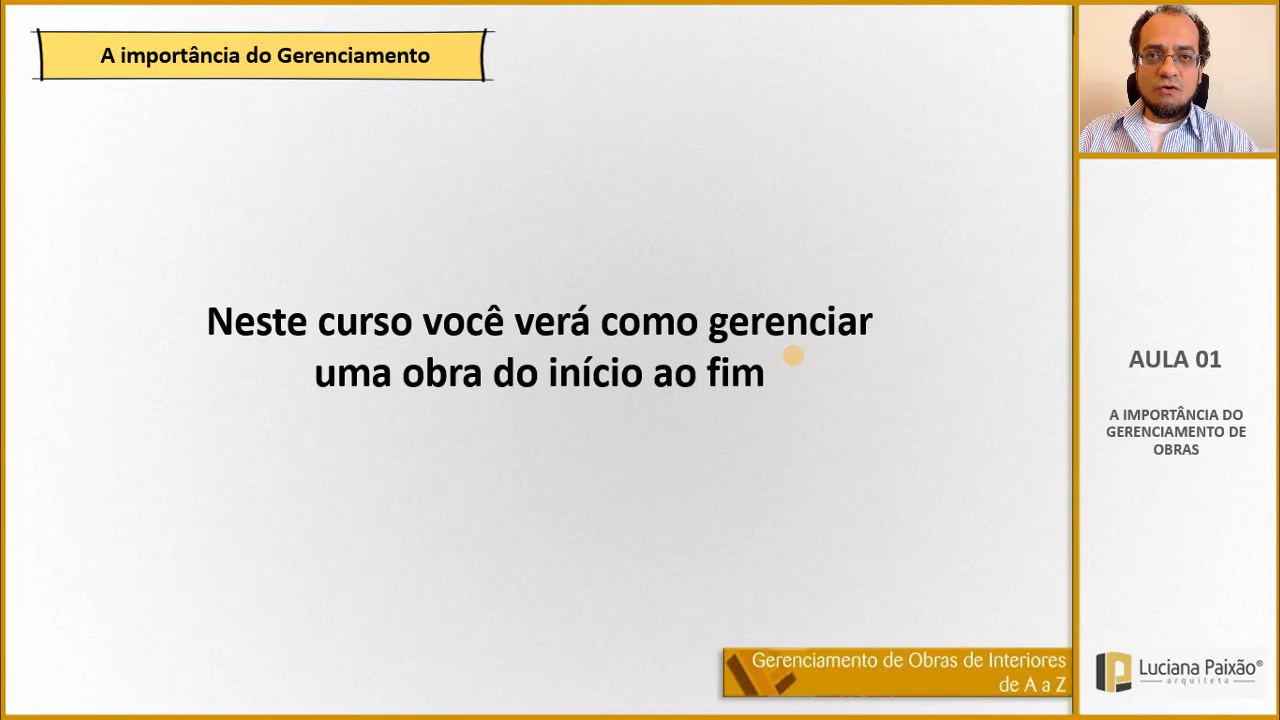 A importância do Gerenciamento
Neste curso você verá como gerenciar
uma obra do início ao fim
AULA 01
A IMPORTÂNCIA DO
GERENCIAMENTO DE
OBRAS
Gerenciamento de Obras de Interiores
de A a Z
Luciana Paixão®
arquiteta